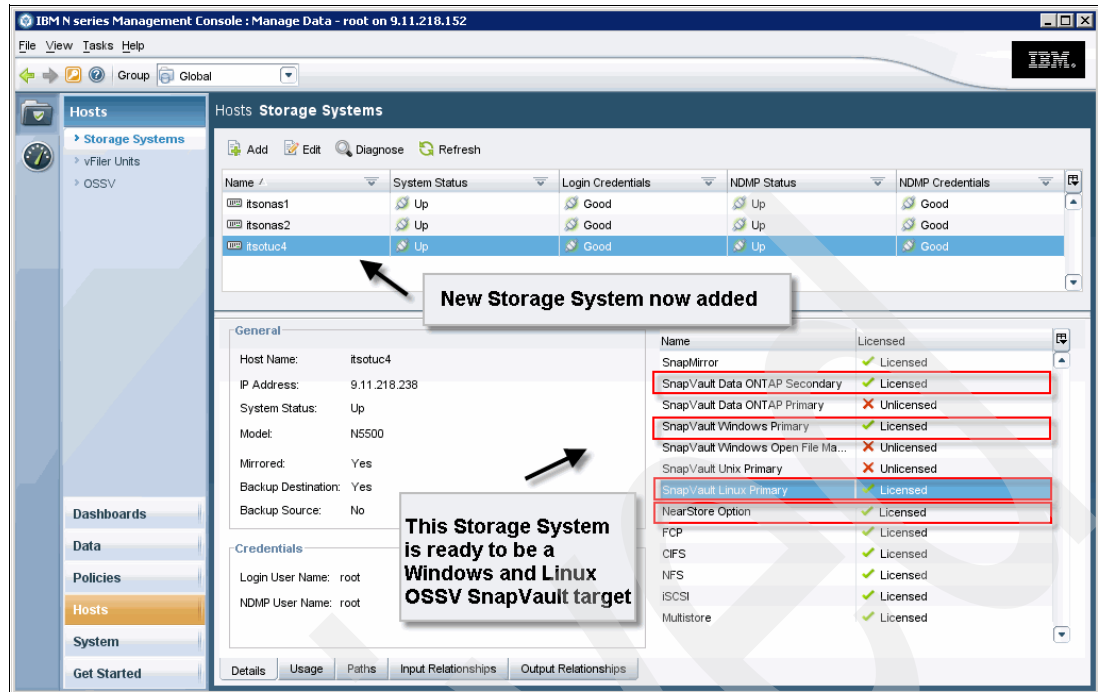 IBM N series Management Console : Manage Data - root on 9.11.218.152
File View Tasks Help
Group Global
IBM.
Hosts
Storage Systems
vFiler Units
OSSV
Hosts Storage Systems
Add Edit Diagnose Refresh
Name System Status Login Credentials NDMP Status NDMP Credentials
itsonas1 Up Good Up Good
itsonas2 Up Good Up Good
itsotuc4 Up Good Up Good
New Storage System now added
General
Host Name: itsotuc4
IP Address: 9.11.218.238
System Status: Up
Model: N5500
Mirrored: Yes
Backup Destination: Yes
Backup Source: No
Credentials
Login User Name: root
NDMP User Name: root
This Storage System
is ready to be a
Windows and Linux
OSSV SnapVault target
Name Licensed
SnapMirror Licensed
SnapVault Data ONTAP Secondary Licensed
SnapVault Data ONTAP Primary Unlicensed
SnapVault Windows Primary Licensed
SnapVault Windows Open File Ma... Unlicensed
SnapVault Unix Primary Unlicensed
SnapVault Linux Primary Licensed
NearStore Option Licensed
FCP Licensed
CIFS Licensed
NFS Licensed
iSCSI Licensed
Multistore Licensed
Dashboards
Data
Policies
Hosts
System
Get Started
Details Usage Paths Input Relationships Output Relationships